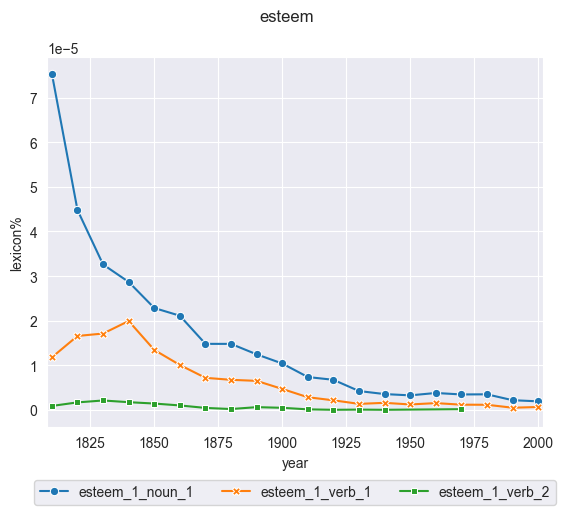 esteem
1e−5
7
6
5
4
3
2
1
0
lexicon%
1825 1850 1875 1900 1925 1950 1975 2000
year
esteem_1_noun_1 esteem_1_verb_1 esteem_1_verb_2